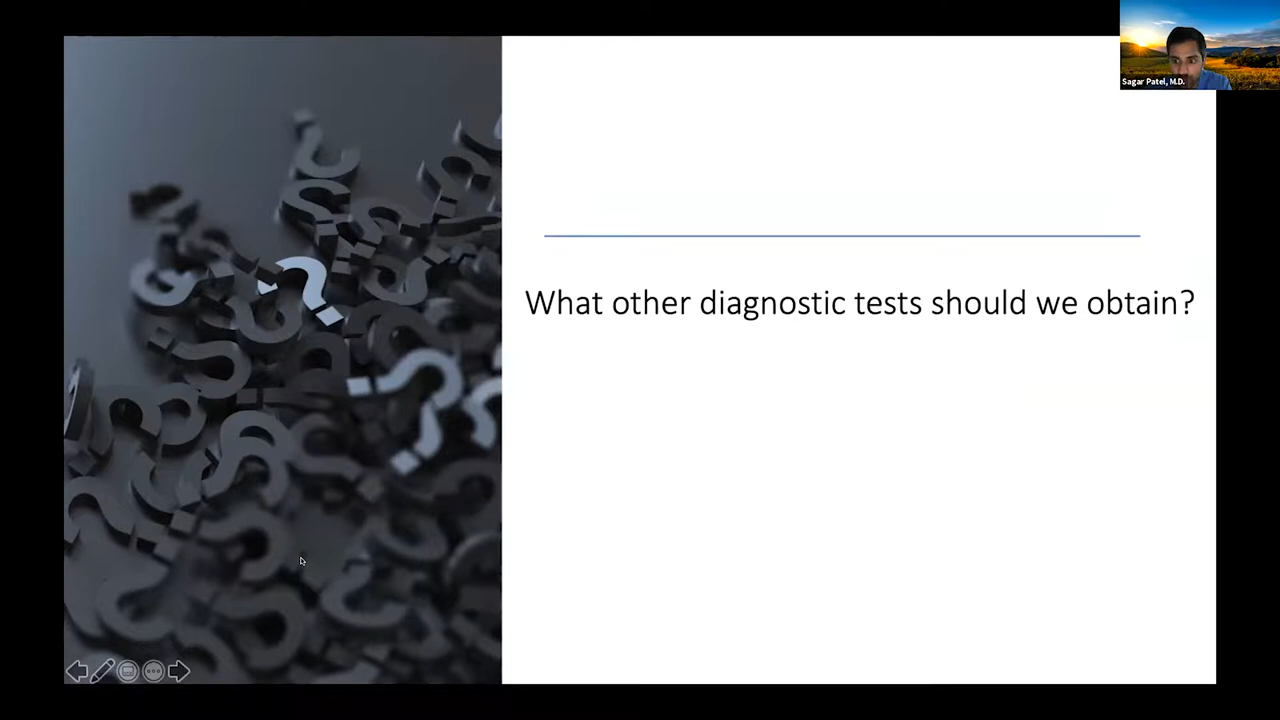 Sagar Patel, M.D.
What other diagnostic tests should we obtain?